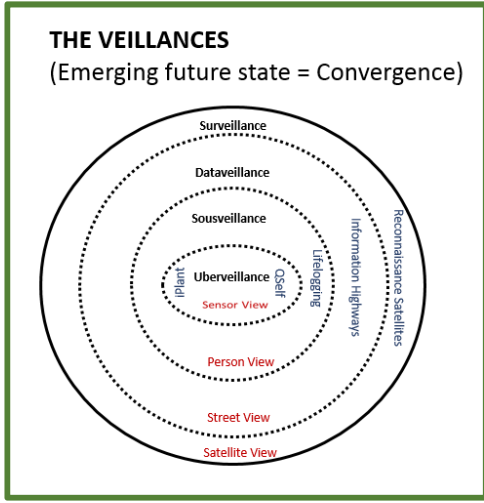 THE VEILLANCES
(Emerging future state = Convergence)
Surveillance
Dataveillance
Sousveillance
Uberveillance
iplant
QSelf
Lifelogging
Information Highways
Reconnaissance Satellites
Sensor View
Person View
Street View
Satellite View